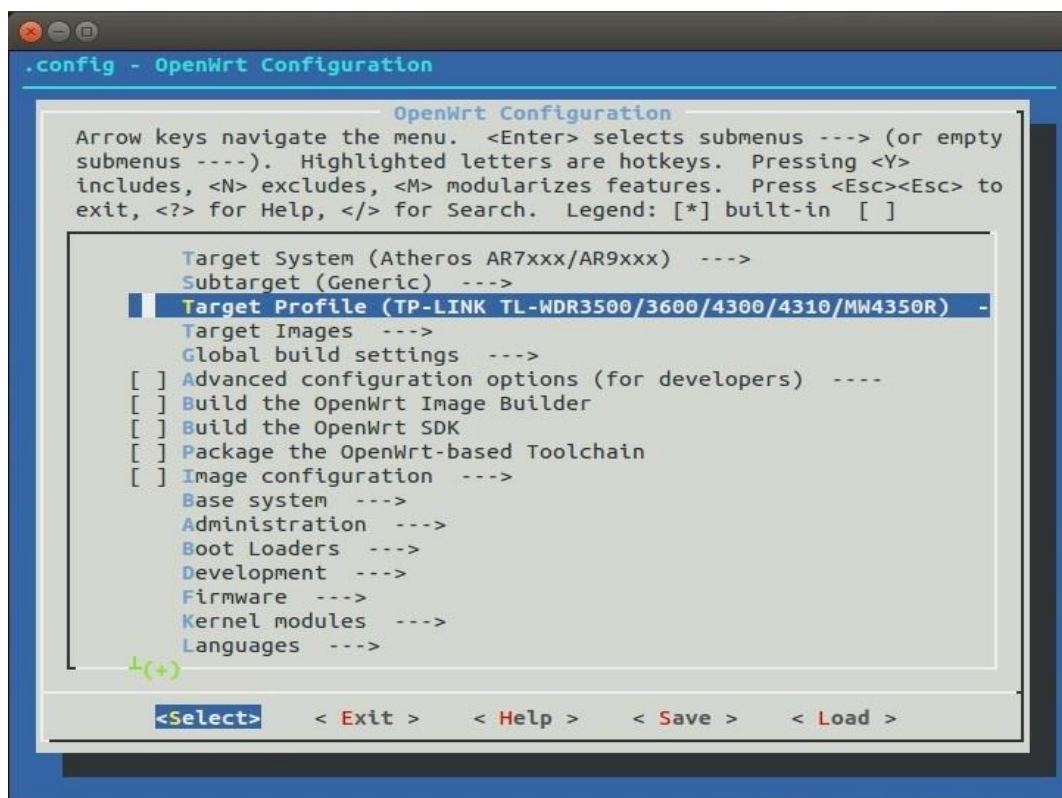 .config - OpenWrt Configuration
OpenWrt Configuration
Arrow keys navigate the menu.  <Enter> selects submenus ---> (or empty
submenus ----).  Highlighted letters are hotkeys.  Pressing <Y>
includes, <N> excludes, <M> modularizes features.  Press <Esc><Esc> to
exit, <?> for Help, </> for Search.  Legend: [*] built-in  [ ]
Target System (Atheros AR7xxx/AR9xxx)  --->
Subtarget (Generic)  --->
Target Profile (TP-LINK TL-WDR3500/3600/4300/4310/MW4350R)  -
Target Images  --->
Global build settings  --->
[ ] Advanced configuration options (for developers)  ----
[ ] Build the OpenWrt Image Builder
[ ] Build the OpenWrt SDK
[ ] Package the OpenWrt-based Toolchain
[ ] Image configuration  --->
Base system  --->
Administration  --->
Boot Loaders  --->
Development  --->
Firmware  --->
Kernel modules  --->
Languages  --->
┴(+)
<Select>    < Exit >    < Help >    < Save >    < Load >